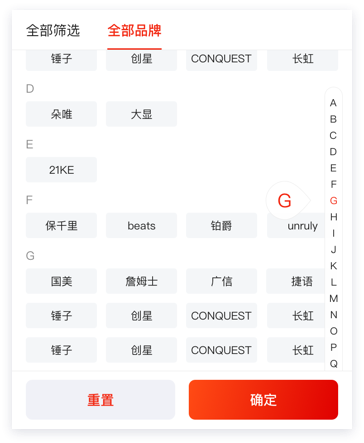 全部筛选 全部品牌
锤子 创星 CONQUEST 长虹
D
朵唯 大显
E
21KE
F
保千里 beats 铂爵 unruly
G
国美 詹姆士 广信 捷语
锤子 创星 CONQUEST 长虹
锤子 创星 CONQUEST 长虹
G
A
B
C
D
E
F
G
H
I
J
K
L
M
N
O
P
Q
重置 确定